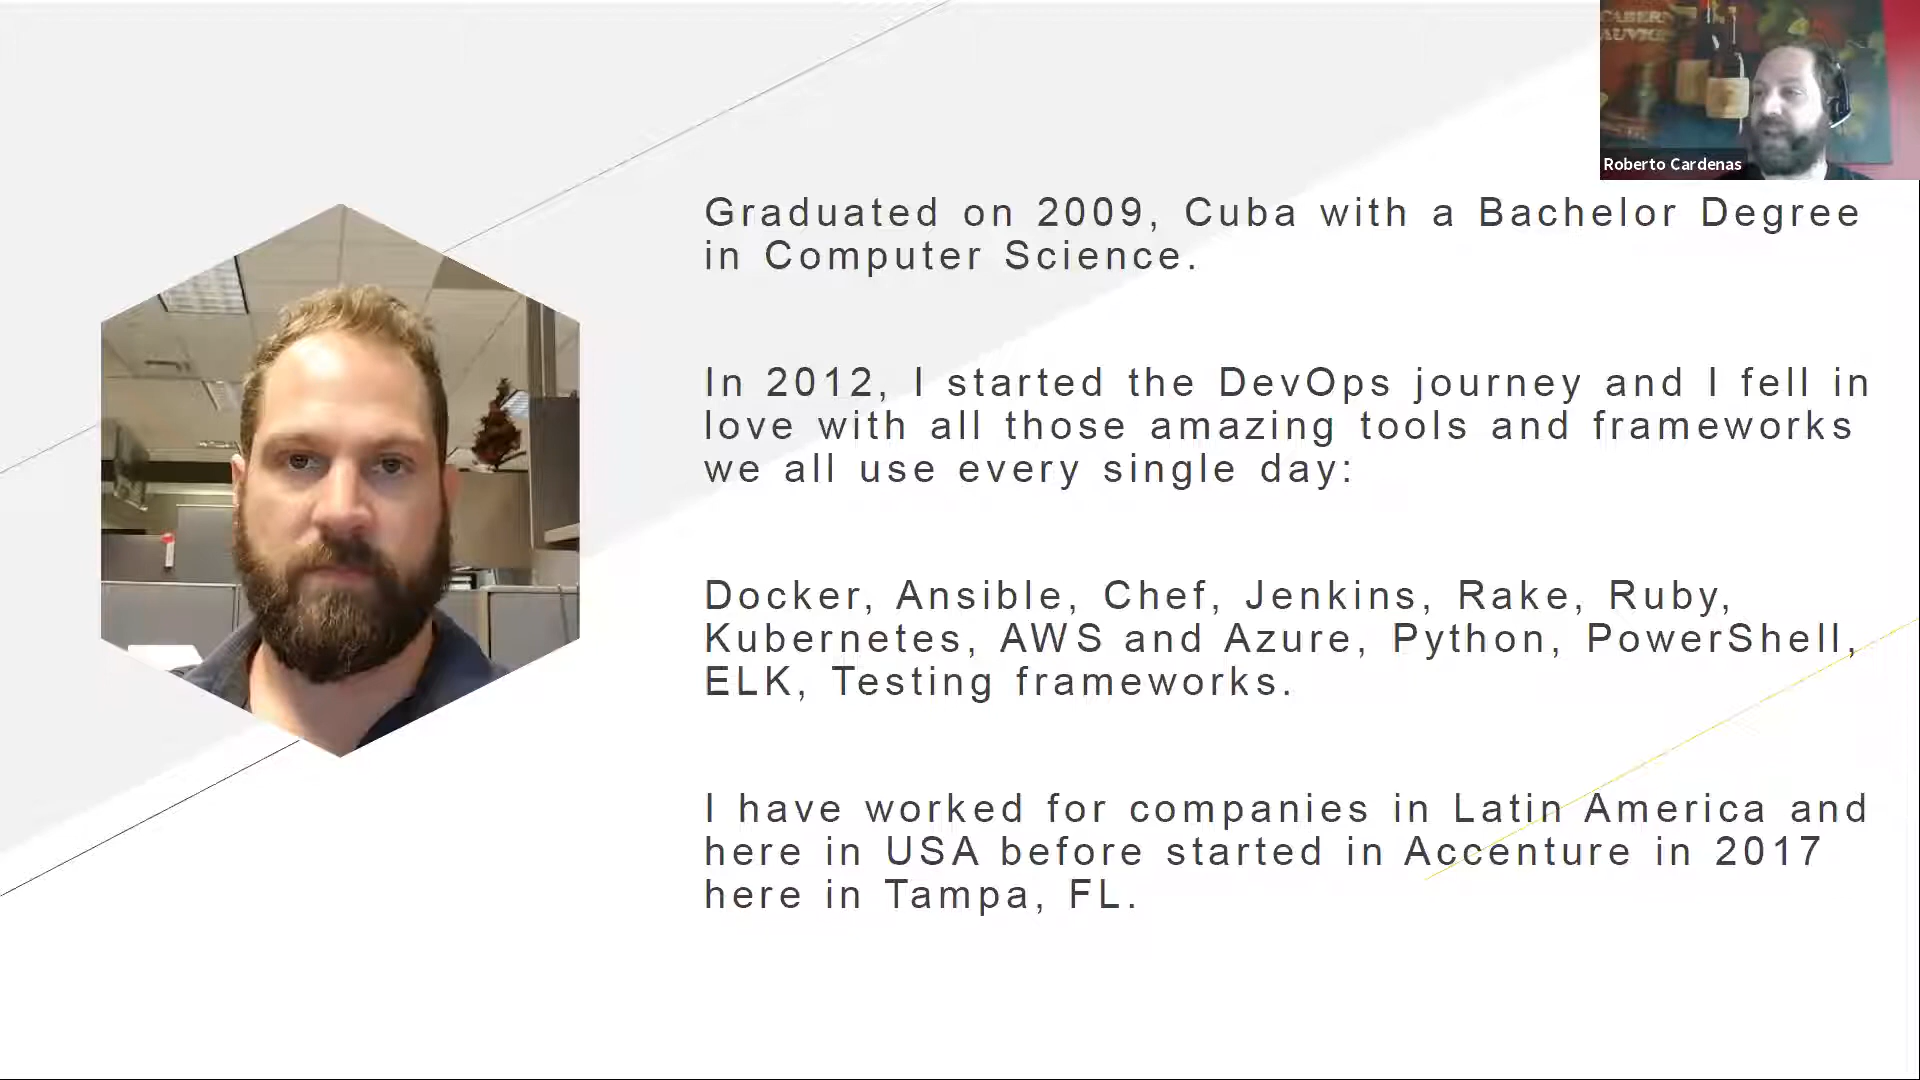 CABERN
AUVIG
Roberto Cardenas
Graduated on 2009, Cuba with a Bachelor Degree
in Computer Science.
In 2012, I started the DevOps journey and I fell in
love with all those amazing tools and frameworks
we all use every single day:
Docker, Ansible, Chef, Jenkins, Rake, Ruby,
Kubernetes, AWS and Azure, Python, PowerShell,
ELK, Testing frameworks.
I have worked for companies in Latin America and
here in USA before started in Accenture in 2017
here in Tampa, FL.